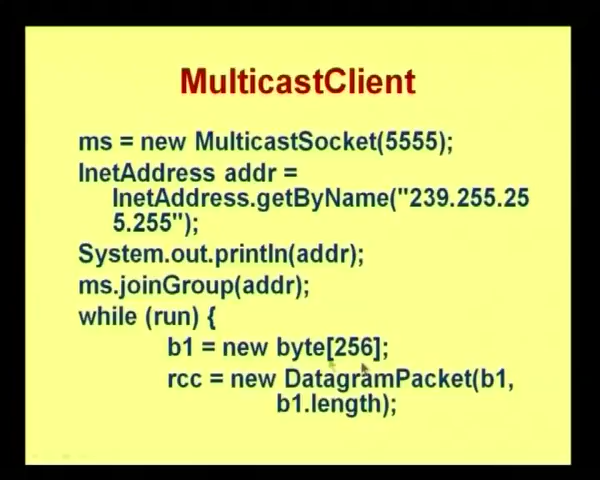 MulticastClient
ms = new MulticastSocket(5555);
InetAddress addr =
InetAddress.getByName("239.255.25
5.255");
System.out.println(addr);
ms.joinGroup(addr);
while (run) {
b1 = new byte[256];
rcc = new DatagramPacket(b1,
b1.length);